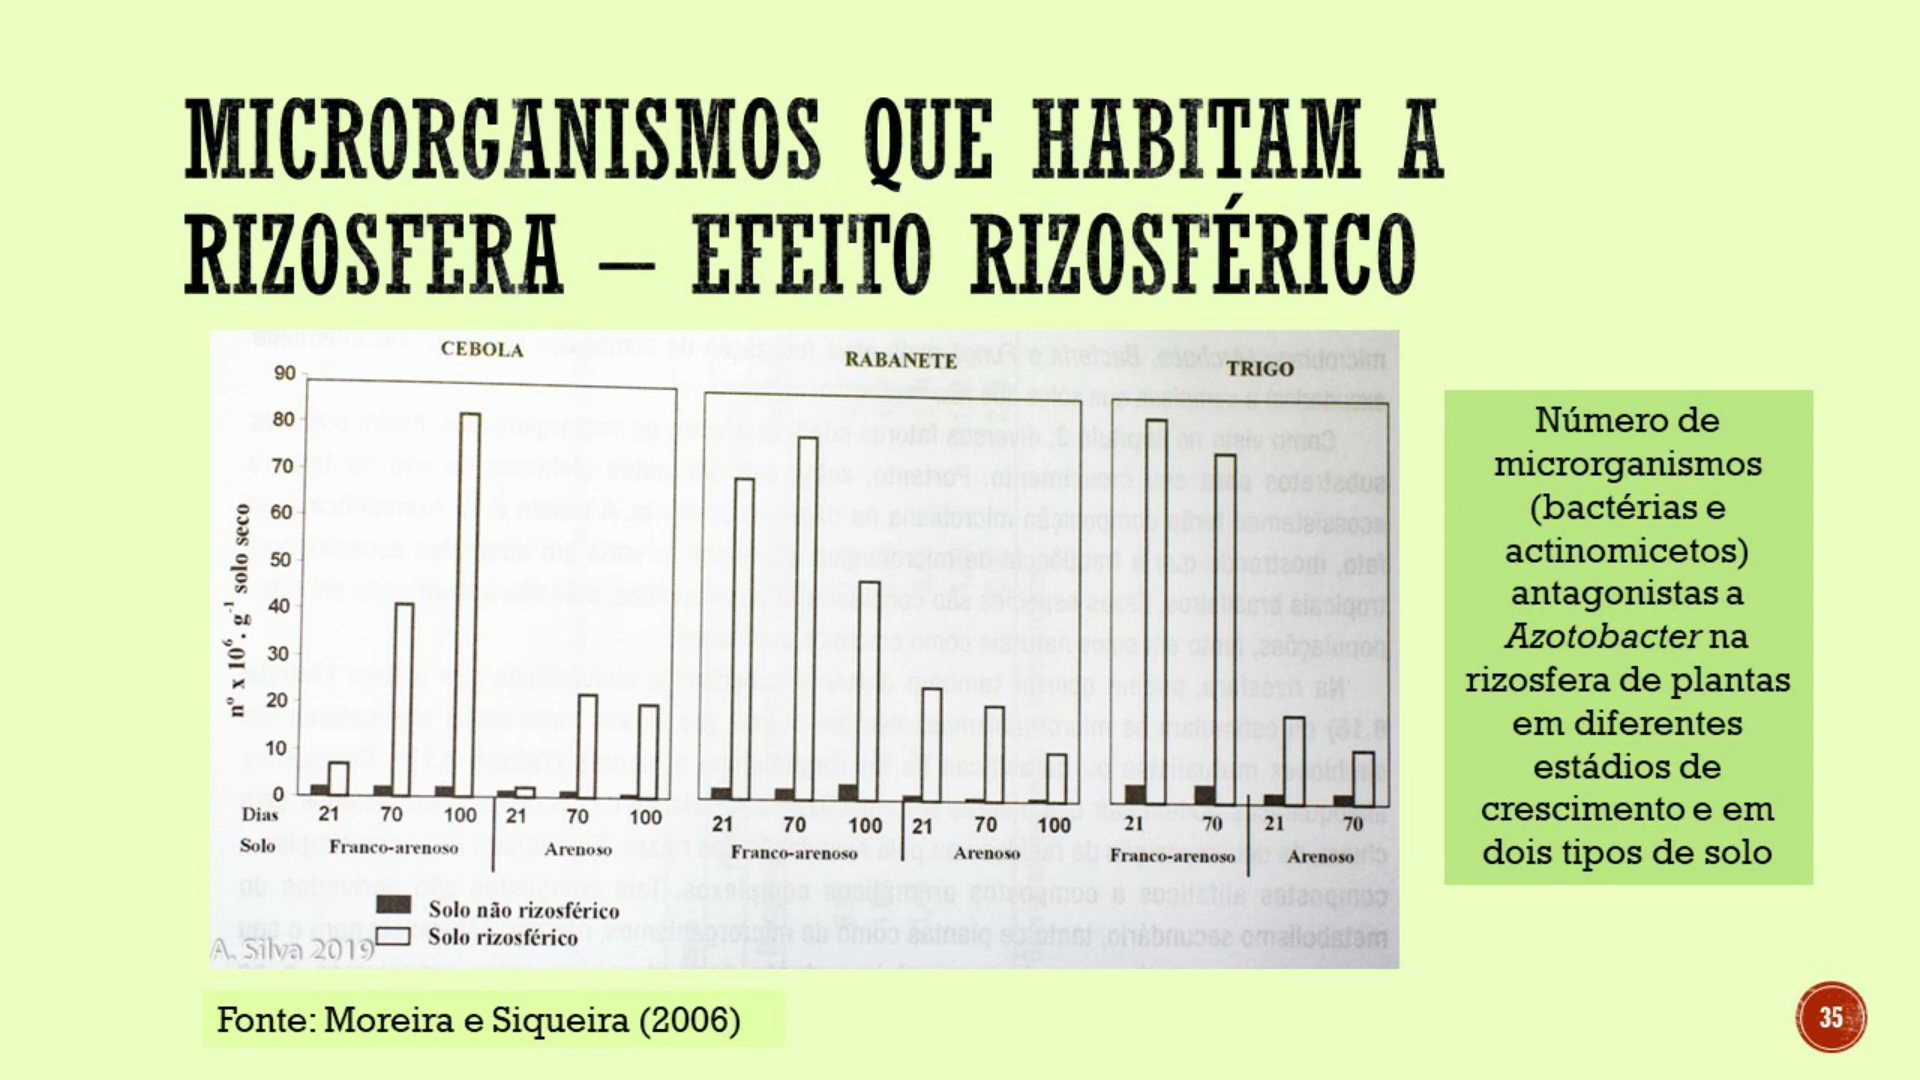 MICRORGANISMOS QUE HABITAM A
RIZOSFERA – EFEITO RIZOSFÉRICO
CEBOLA
RABANETE
TRIGO
90
80
70
60
50
40
30
20
10
0
nº x 10⁶ . g⁻¹ solo seco
Dias 21 70 100 21 70 100 21 70 100 21 70 100 21 70 21 70
Solo Franco-arenoso Arenoso Franco-arenoso Arenoso Franco-arenoso Arenoso
Solo não rizosférico
Solo rizosférico
A. Silva 2019
Número de
microrganismos
(bactérias e
actinomicetos)
antagonistas a
Azotobacter na
rizosfera de plantas
em diferentes
estádios de
crescimento e em
dois tipos de solo
Fonte: Moreira e Siqueira (2006)
35